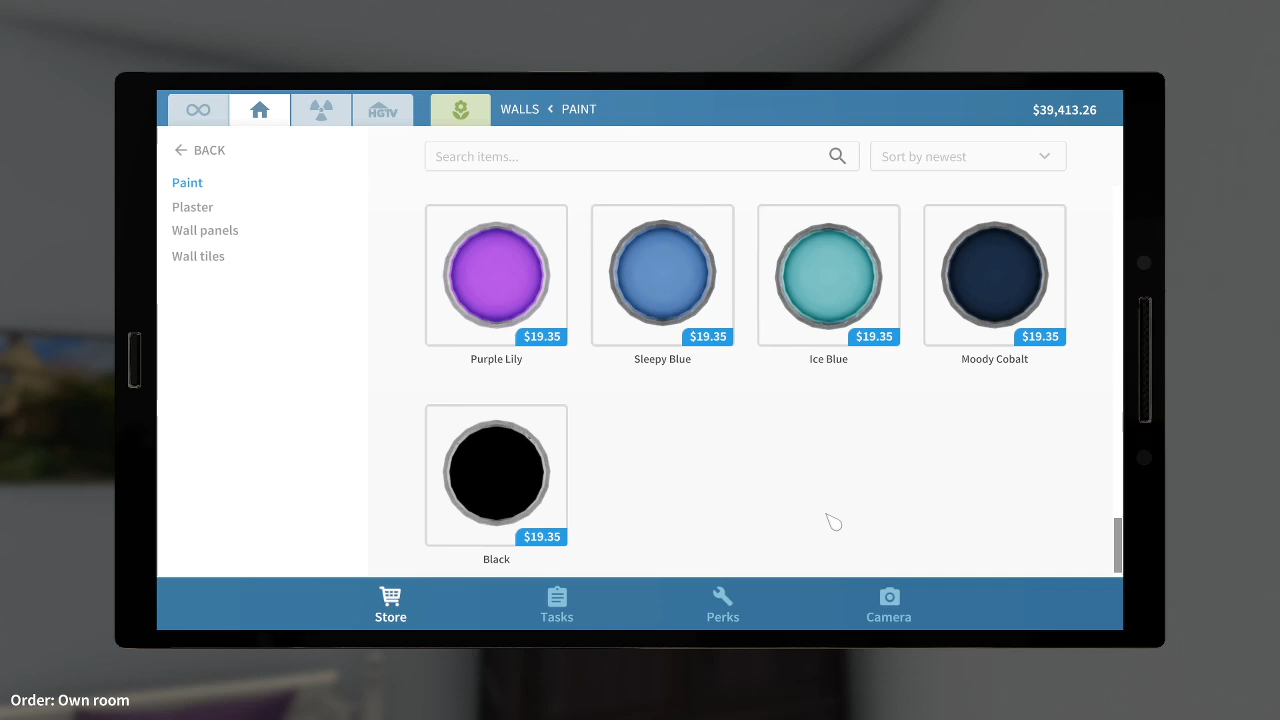 HGTV
WALLS < PAINT
$39,413.26
BACK
Search items...
Sort by newest
Paint
Plaster
Wall panels
Wall tiles
$19.35
$19.35
$19.35
$19.35
Purple Lily
Sleepy Blue
Ice Blue
Moody Cobalt
$19.35
Black
Store
Tasks
Perks
Camera
Order: Own room